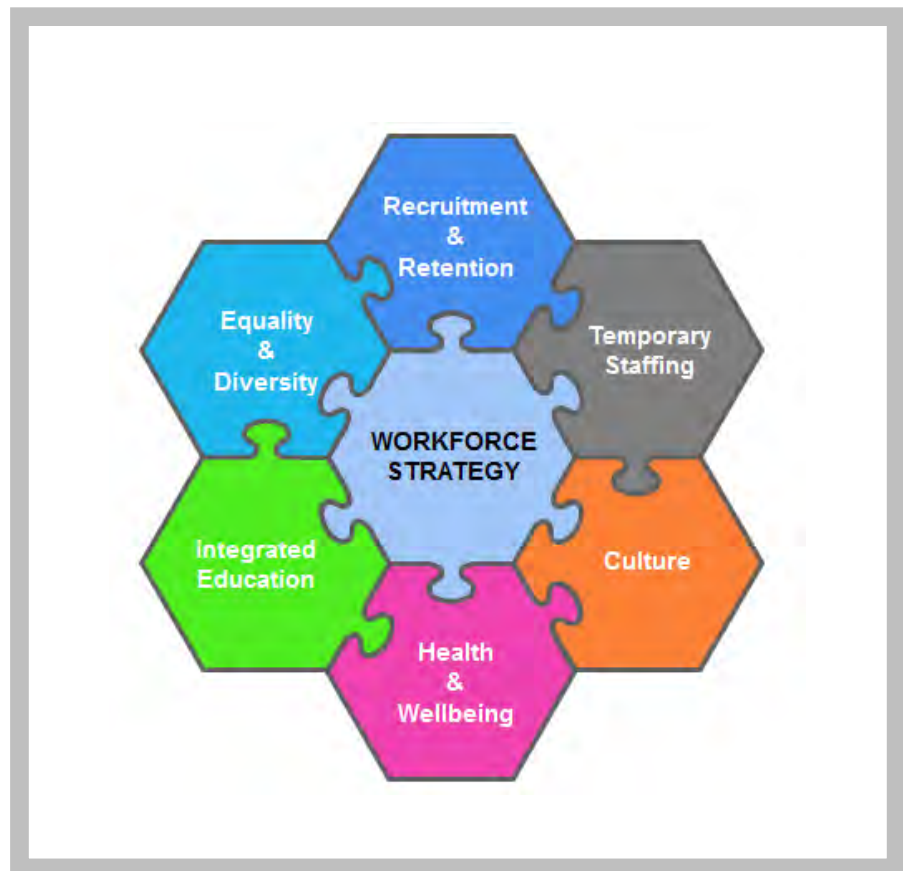 Recruitment
&
Retention
Equality
&
Diversity
Temporary
Staffing
WORKFORCE
STRATEGY
Integrated
Education
Culture
Health
&
Wellbeing